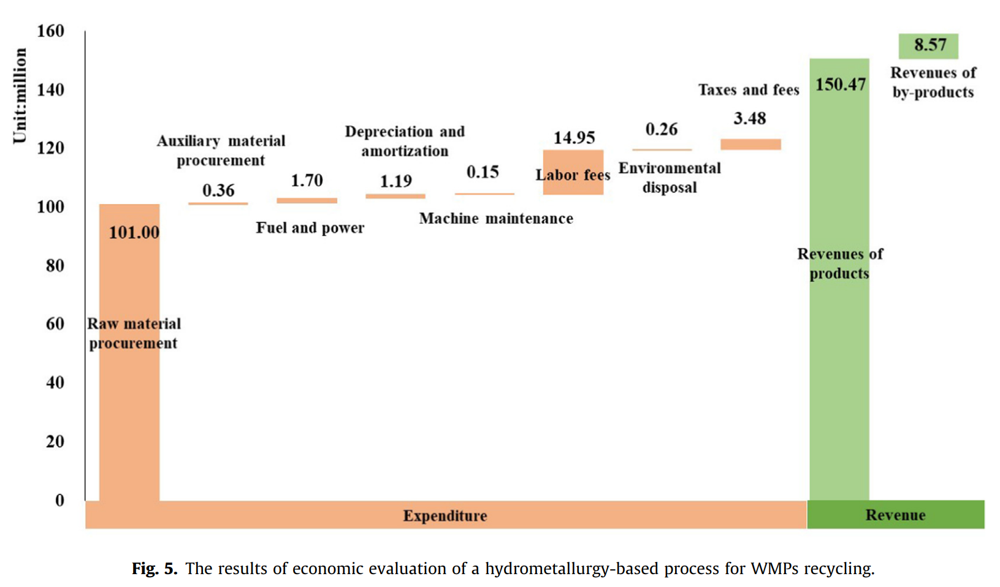 Unit:million
160
140
120
100
80
60
40
20
0
101.00
Raw material
procurement
Auxiliary material
procurement
0.36
1.70
Fuel and power
Depreciation and
amortization
1.19
0.15
Machine maintenance
14.95
Labor fees
0.26
Environmental
disposal
Taxes and fees
3.48
150.47
Revenues of
products
8.57
Revenues of
by-products
Expenditure
Revenue
Fig. 5. The results of economic evaluation of a hydrometallurgy-based process for WMPs recycling.